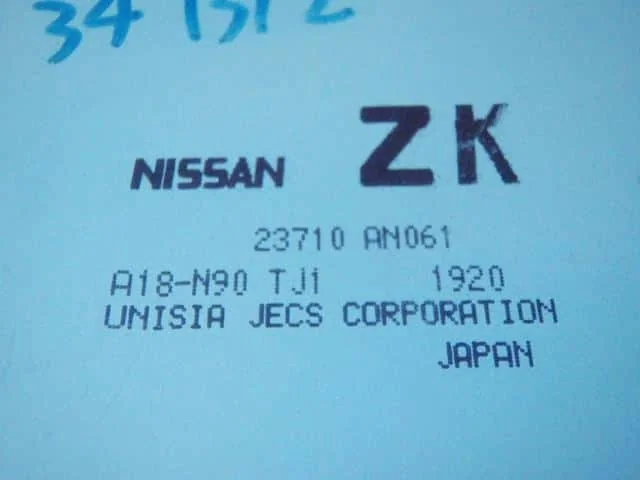 NISSAN ZK
23710 AN061
A18-N90 TJ1 1920
UNISIA JECS CORPORATION
JAPAN